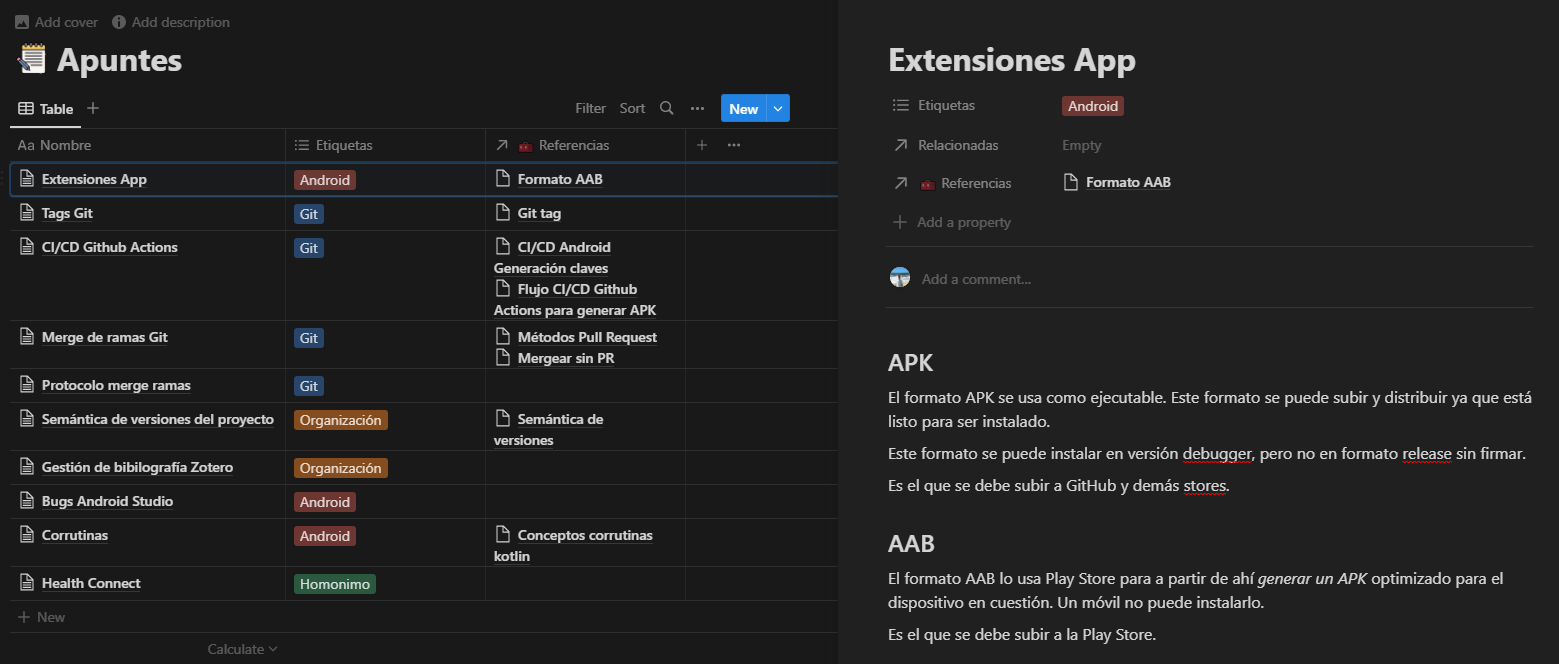 Add cover Add description
Apuntes
Table
Filter Sort New
Aa Nombre Etiquetas Referencias
Extensiones App Android Formato AAB
Tags Git Git Git tag
CI/CD Github Actions Git CI/CD Android
Generación claves
Flujo CI/CD Github
Actions para generar APK
Merge de ramas Git Git Métodos Pull Request
Mergear sin PR
Protocolo merge ramas Git
Semántica de versiones del proyecto Organización Semántica de
versiones
Gestión de bibilografía Zotero Organización
Bugs Android Studio Android
Corrutinas Android Conceptos corrutinas
kotlin
Health Connect Homonimo
New
Calculate
Extensiones App
Etiquetas Android
Relacionadas Empty
Referencias Formato AAB
Add a property
Add a comment...
APK
El formato APK se usa como ejecutable. Este formato se puede subir y distribuir ya que está
listo para ser instalado.
Este formato se puede instalar en versión debugger, pero no en formato release sin firmar.
Es el que se debe subir a GitHub y demás stores.
AAB
El formato AAB lo usa Play Store para a partir de ahí generar un APK optimizado para el
dispositivo en cuestión. Un móvil no puede instalarlo.
Es el que se debe subir a la Play Store.